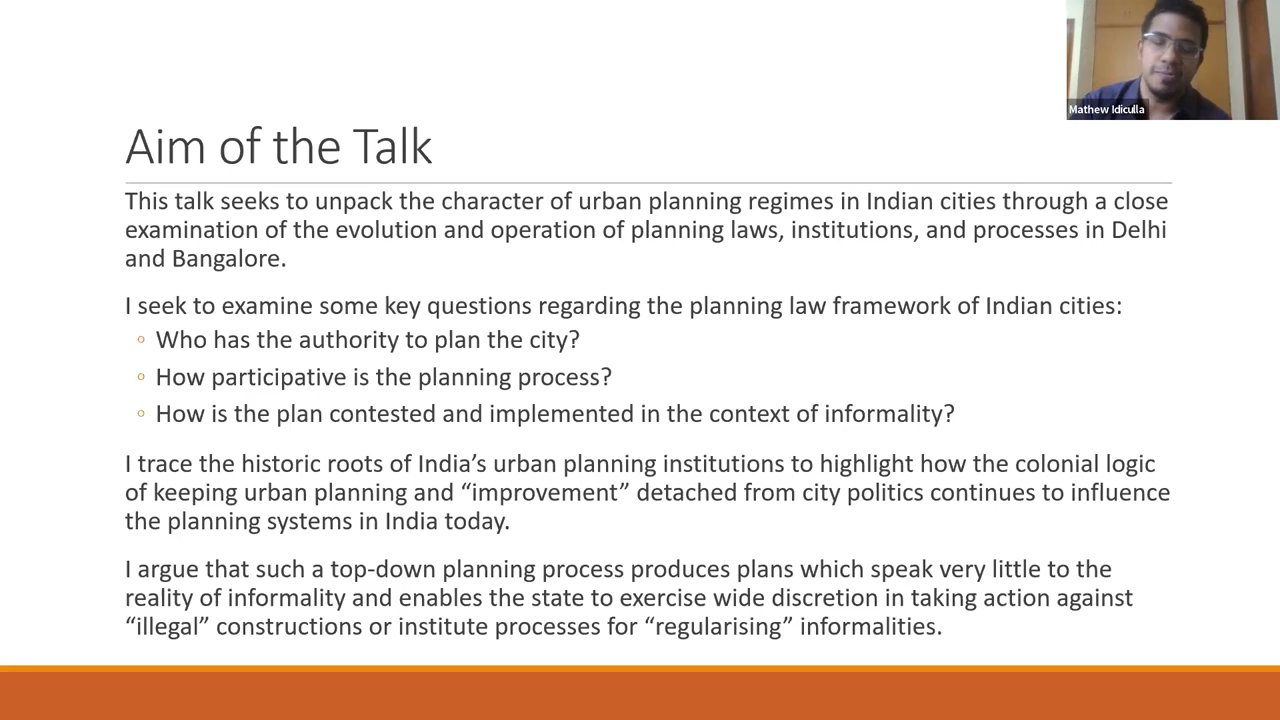 Mathew Idiculla
Aim of the Talk
This talk seeks to unpack the character of urban planning regimes in Indian cities through a close
examination of the evolution and operation of planning laws, institutions, and processes in Delhi
and Bangalore.
I seek to examine some key questions regarding the planning law framework of Indian cities:
◦ Who has the authority to plan the city?
◦ How participative is the planning process?
◦ How is the plan contested and implemented in the context of informality?
I trace the historic roots of India’s urban planning institutions to highlight how the colonial logic
of keeping urban planning and “improvement” detached from city politics continues to influence
the planning systems in India today.
I argue that such a top-down planning process produces plans which speak very little to the
reality of informality and enables the state to exercise wide discretion in taking action against
“illegal” constructions or institute processes for “regularising” informalities.